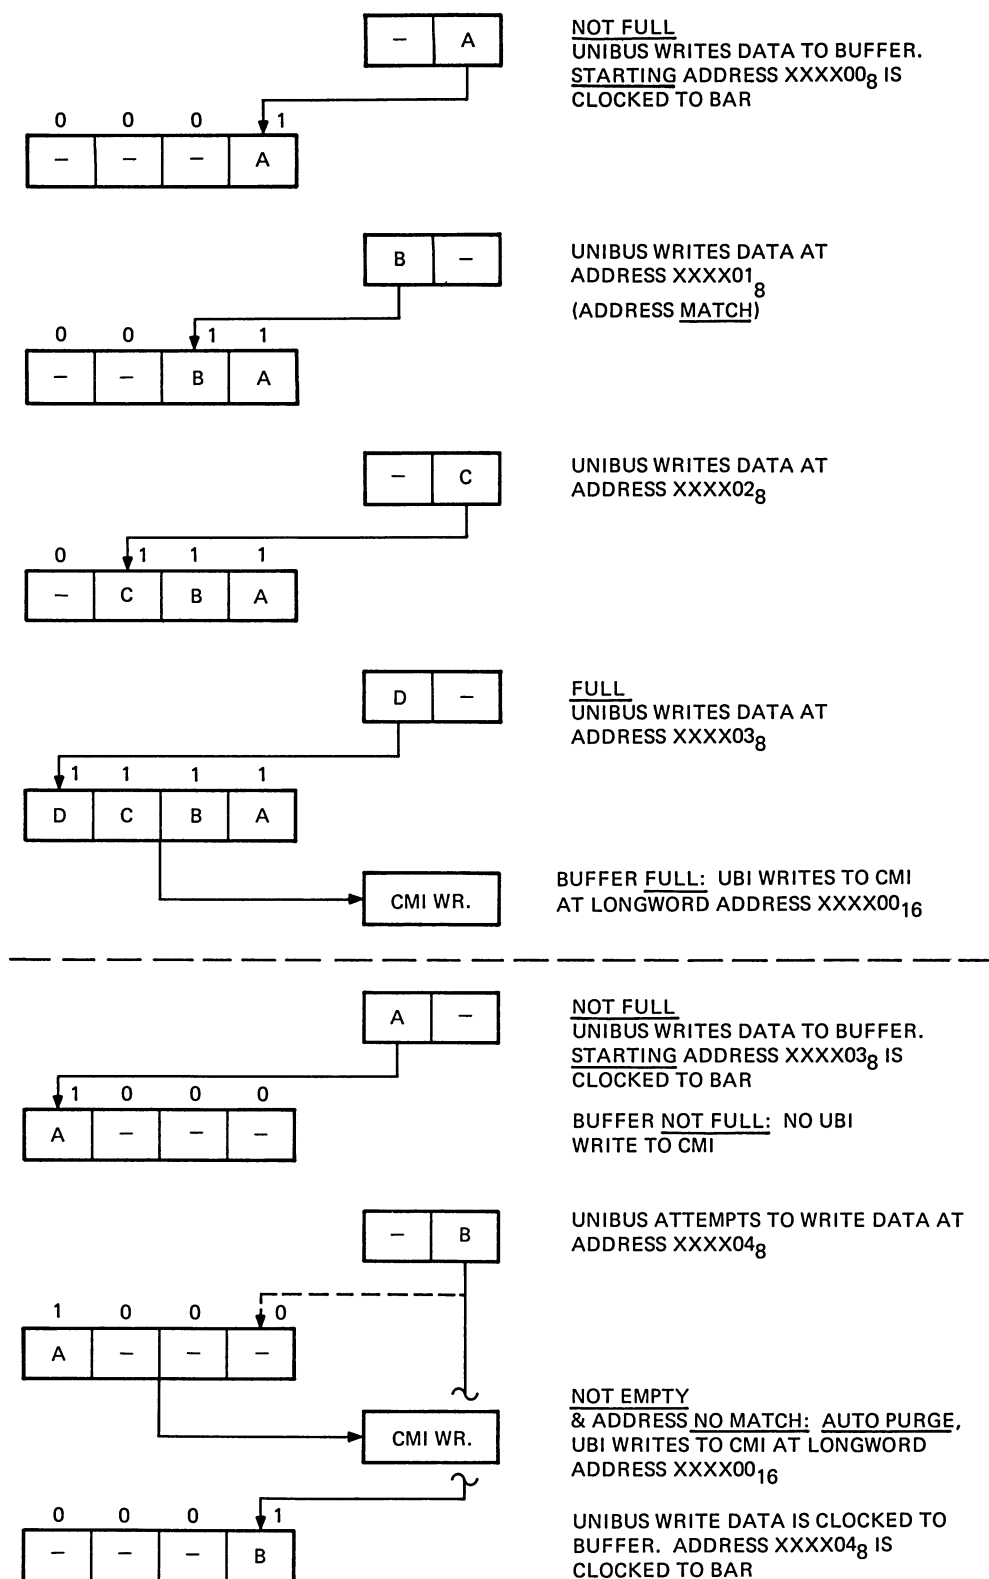 – A
NOT FULL
UNIBUS WRITES DATA TO BUFFER.
STARTING ADDRESS XXXX00₈ IS
CLOCKED TO BAR
0 0 0 1
– – – A
B –
UNIBUS WRITES DATA AT
ADDRESS XXXX01₈
(ADDRESS MATCH)
0 0 1 1
– – B A
– C
UNIBUS WRITES DATA AT
ADDRESS XXXX02₈
0 1 1 1
– C B A
D –
FULL
UNIBUS WRITES DATA AT
ADDRESS XXXX03₈
1 1 1 1
D C B A
CMI WR.
BUFFER FULL: UBI WRITES TO CMI
AT LONGWORD ADDRESS XXXX00₁₆
A –
NOT FULL
UNIBUS WRITES DATA TO BUFFER.
STARTING ADDRESS XXXX03₈ IS
CLOCKED TO BAR
1 0 0 0
A – – –
BUFFER NOT FULL: NO UBI
WRITE TO CMI
– B
UNIBUS ATTEMPTS TO WRITE DATA AT
ADDRESS XXXX04₈
1 0 0 0
A – – –
CMI WR.
NOT EMPTY
& ADDRESS NO MATCH: AUTO PURGE,
UBI WRITES TO CMI AT LONGWORD
ADDRESS XXXX00₁₆
0 0 0 1
– – – B
UNIBUS WRITE DATA IS CLOCKED TO
BUFFER. ADDRESS XXXX04₈ IS
CLOCKED TO BAR